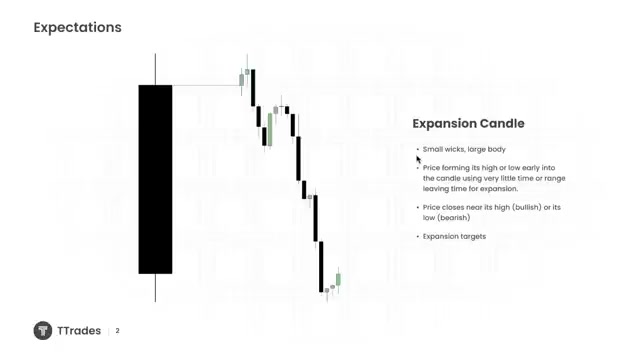 Expectations
Expansion Candle
• Small wicks, large body
• Price forming its high or low early into
the candle using very little time or range
leaving time for expansion.
• Price closes near its high (bullish) or its
low (bearish)
• Expansion targets
TTrades | 2